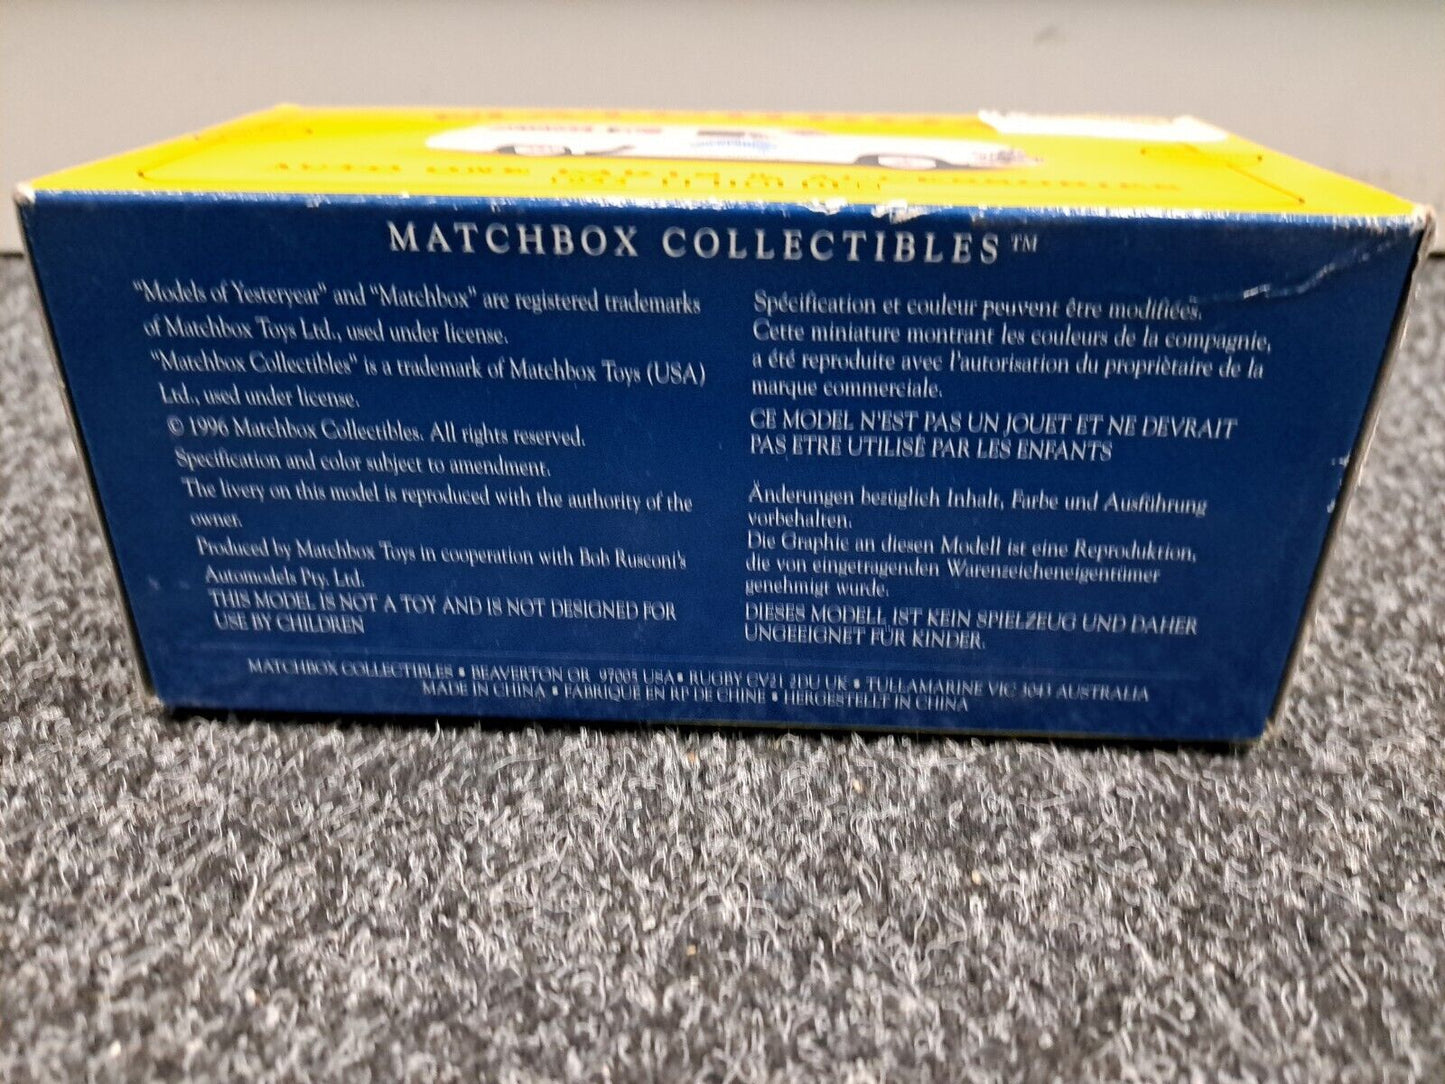 AUTO ONE PARTS & ACCESSORIES
MATCHBOX COLLECTIBLES™
"Models of Yesteryear" and "Matchbox" are registered trademarks
of Matchbox Toys Ltd., used under license.
"Matchbox Collectibles" is a trademark of Matchbox Toys (USA)
Ltd., used under license.
© 1996 Matchbox Collectibles. All rights reserved.
Specification and color subject to amendment.
The livery on this model is reproduced with the authority of the
owner.
Produced by Matchbox Toys in cooperation with Bob Rusconi's
Automodels Pty. Ltd.
THIS MODEL IS NOT A TOY AND IS NOT DESIGNED FOR
USE BY CHILDREN
Spécification et couleur peuvent être modifiées.
Cette miniature montrant les couleurs de la compagnie,
a été reproduite avec l'autorisation du propriètaire de la
marque commerciale.
CE MODEL N'EST PAS UN JOUET ET NE DEVRAIT
PAS ETRE UTILISÉ PAR LES ENFANTS
Änderungen bezüglich Inhalt, Farbe und Ausführung
vorbehalten.
Die Graphic an diesen Modell ist eine Reproduktion,
die von eingetragenden Warenzeicheneigentümer
genehmigt wurde.
DIESES MODELL IST KEIN SPIELZEUG UND DAHER
UNGEEIGNET FÜR KINDER.
MATCHBOX COLLECTIBLES • BEAVERTON OR 97005 USA • RUGBY CV21 2DU UK • TULLAMARINE VIC 3043 AUSTRALIA
MADE IN CHINA • FABRIQUE EN RP DE CHINE • HERGESTELLT IN CHINA